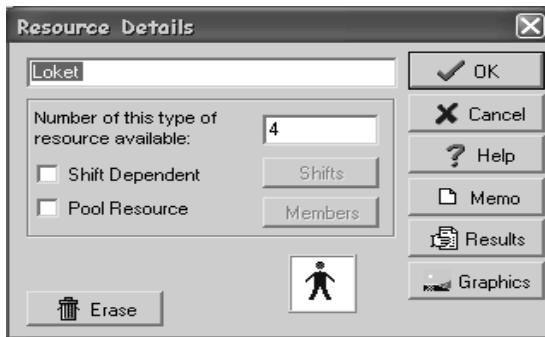 Resource Details
Loket
Number of this type of
resource available:
4
Shift Dependent
Shifts
Pool Resource
Members
Erase
OK
Cancel
Help
Memo
Results
Graphics